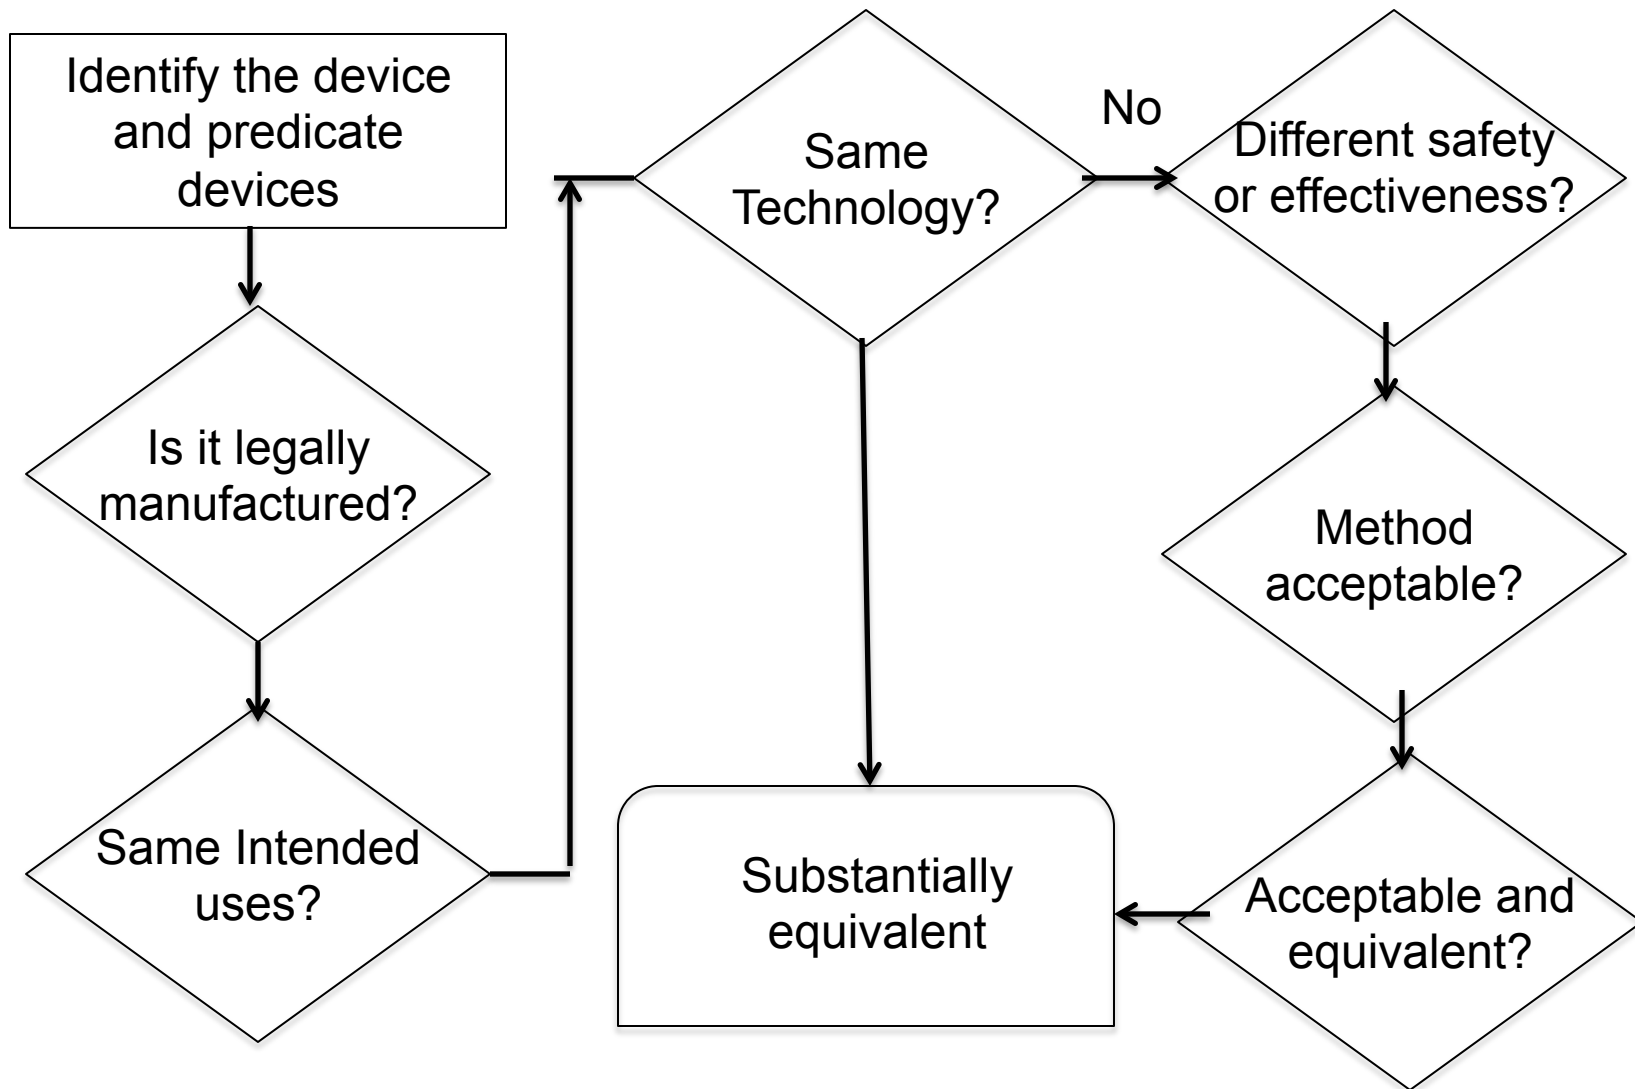 Identify the device
and predicate
devices
Is it legally
manufactured?
Same Intended
uses?
Same
Technology?
No
Different safety
or effectiveness?
Method
acceptable?
Acceptable and
equivalent?
Substantially
equivalent